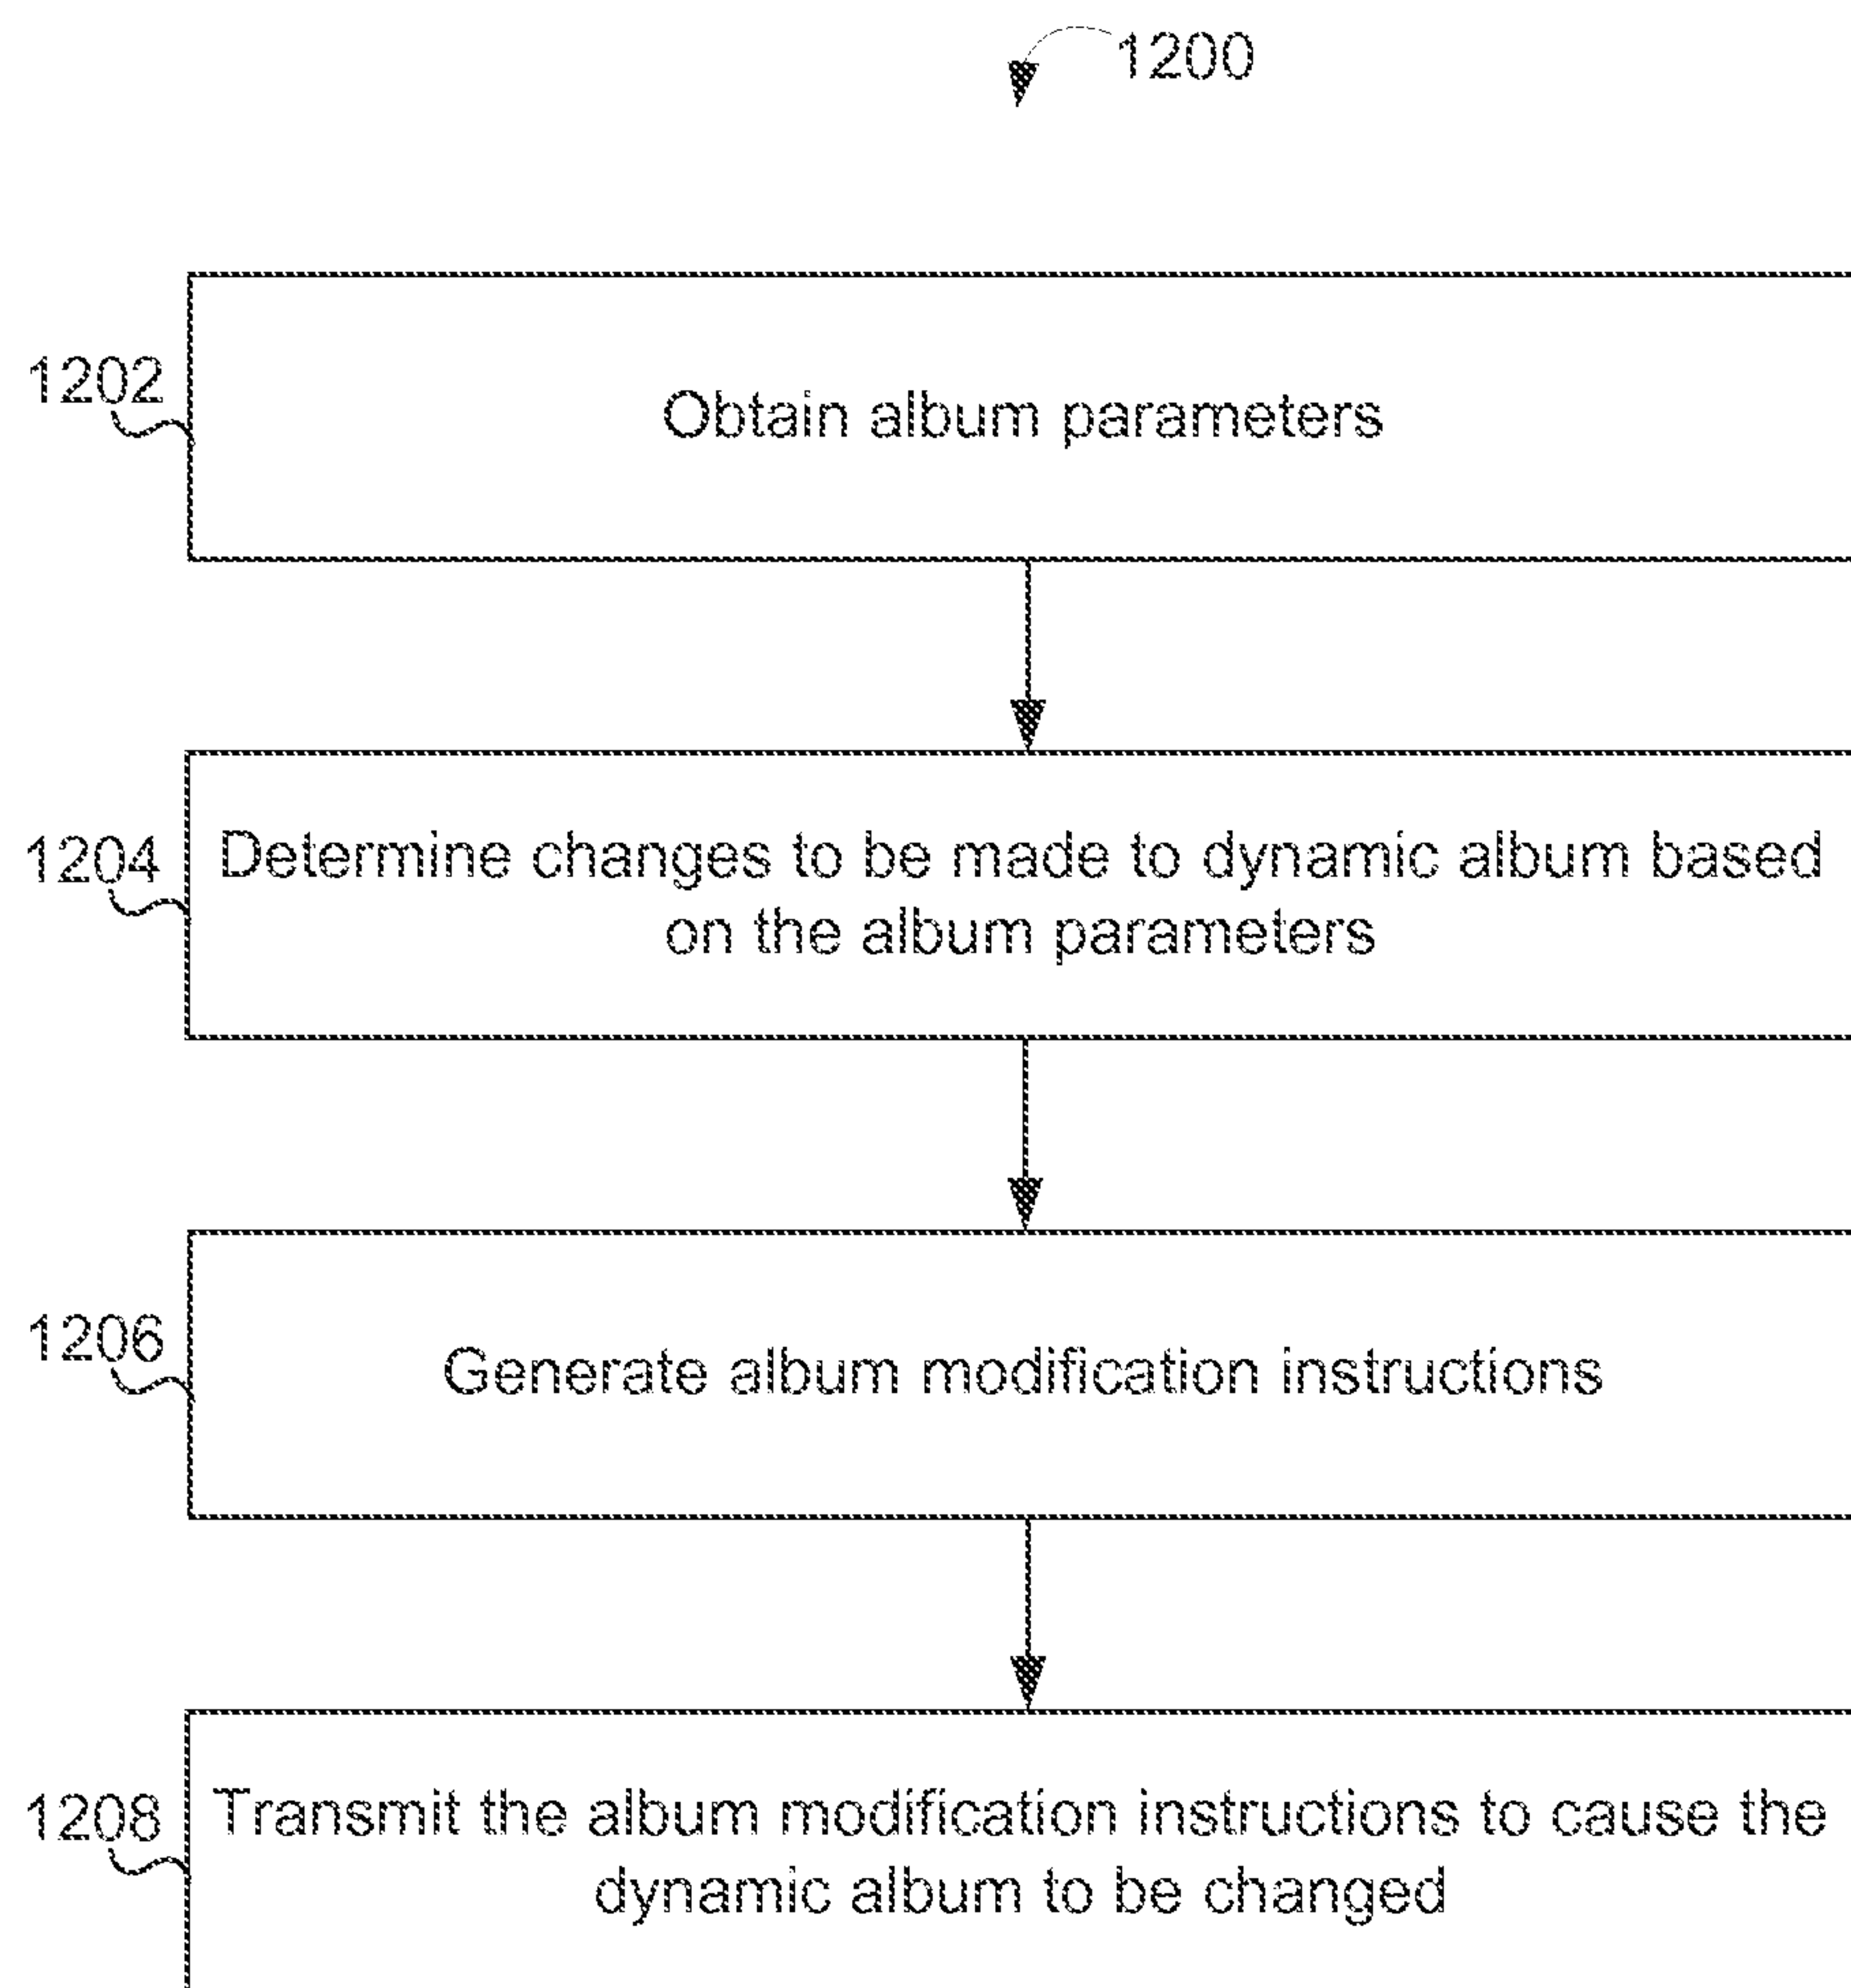 1200
1202
Obtain album parameters
1204
Determine changes to be made to dynamic album based
on the album parameters
1206
Generate album modification instructions
1208
Transmit the album modification instructions to cause the
dynamic album to be changed